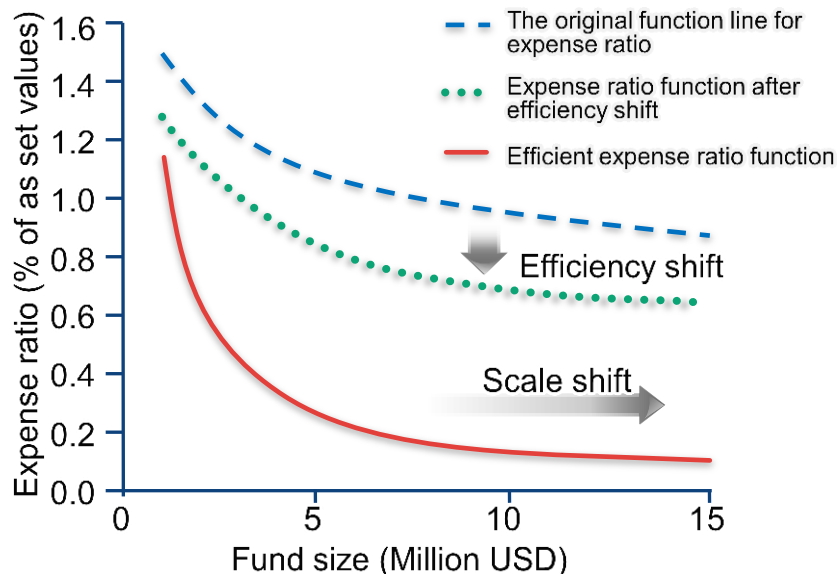 The original function line for
expense ratio
Expense ratio function after
efficiency shift
Efficient expense ratio function
Expense ratio (% of as set values)
1.6
1.4
1.2
1.0
0.8
0.6
0.4
0.2
0.0
Efficiency shift
Scale shift
0
5
10
15
Fund size (Million USD)